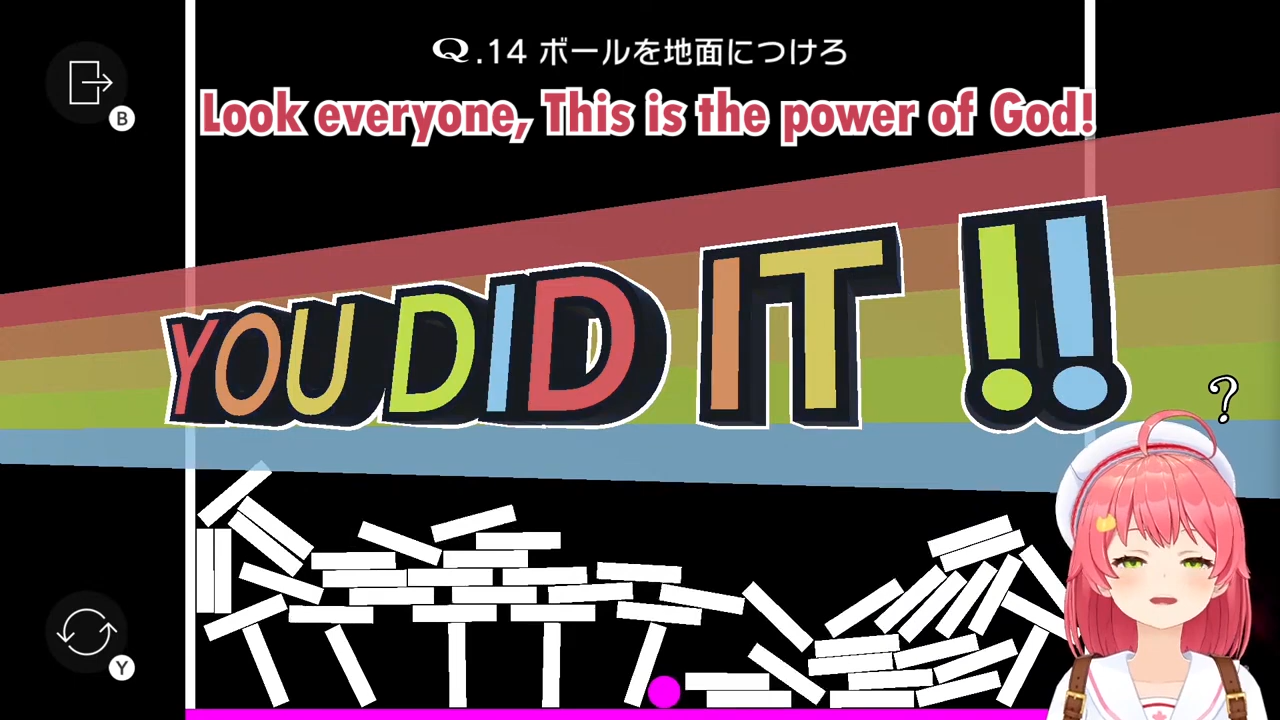 Q.14 ボールを地面につけろ
B
Look everyone, This is the power of God!
YOU DID IT !!
?
Y